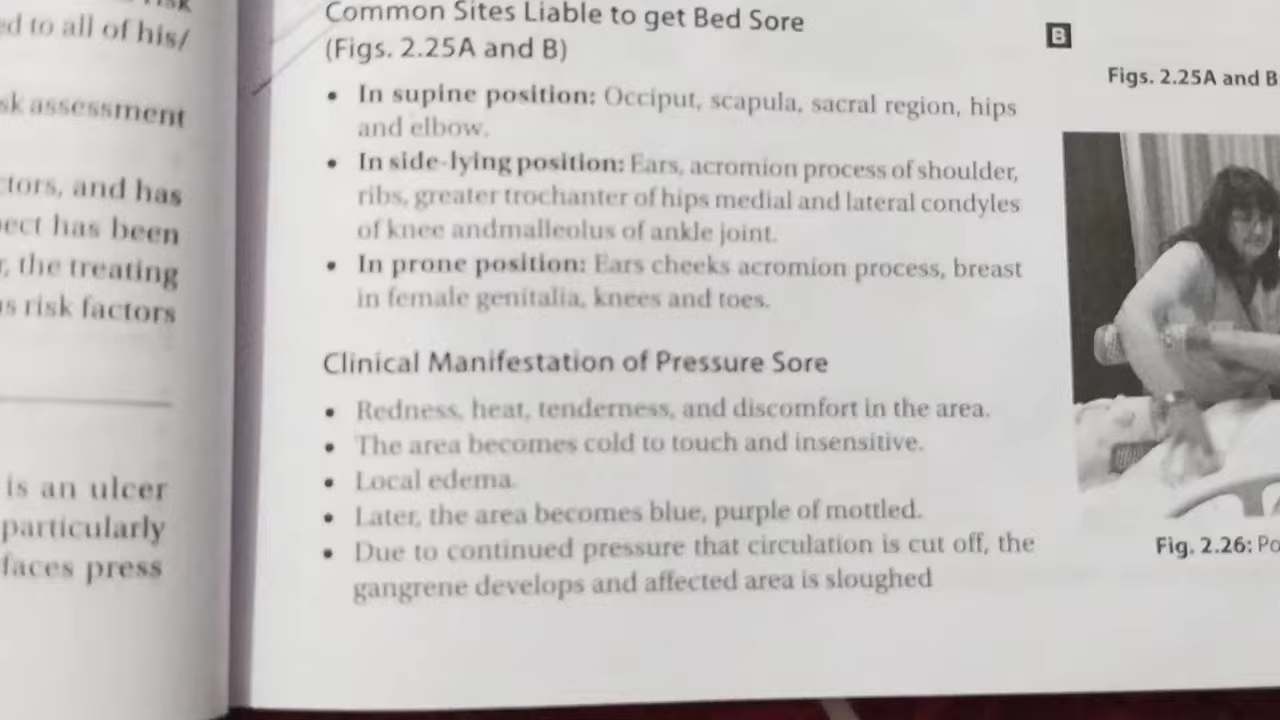 risk
ed to all of his/
sk assessment
ctors, and has
pect has been
r, the treating
as risk factors
is an ulcer
particularly
faces press
Common Sites Liable to get Bed Sore
(Figs. 2.25A and B)
• In supine position: Occiput, scapula, sacral region, hips
and elbow.
• In side-lying position: Ears, acromion process of shoulder,
ribs, greater trochanter of hips medial and lateral condyles
of knee andmalleolus of ankle joint.
• In prone position: Ears cheeks acromion process, breast
in female genitalia, knees and toes.
Clinical Manifestation of Pressure Sore
• Redness, heat, tenderness, and discomfort in the area.
• The area becomes cold to touch and insensitive.
• Local edema.
• Later, the area becomes blue, purple of mottled.
• Due to continued pressure that circulation is cut off, the
gangrene develops and affected area is sloughed
B
Figs. 2.25A and B
Fig. 2.26: Po